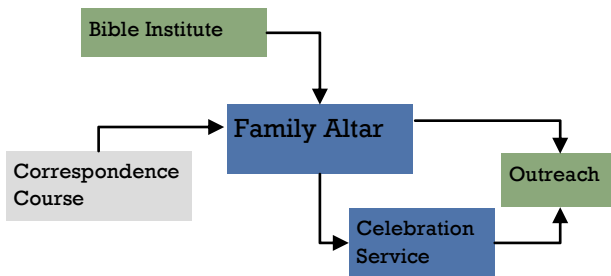 Bible Institute
Family Altar
Correspondence
Course
Outreach
Celebration
Service